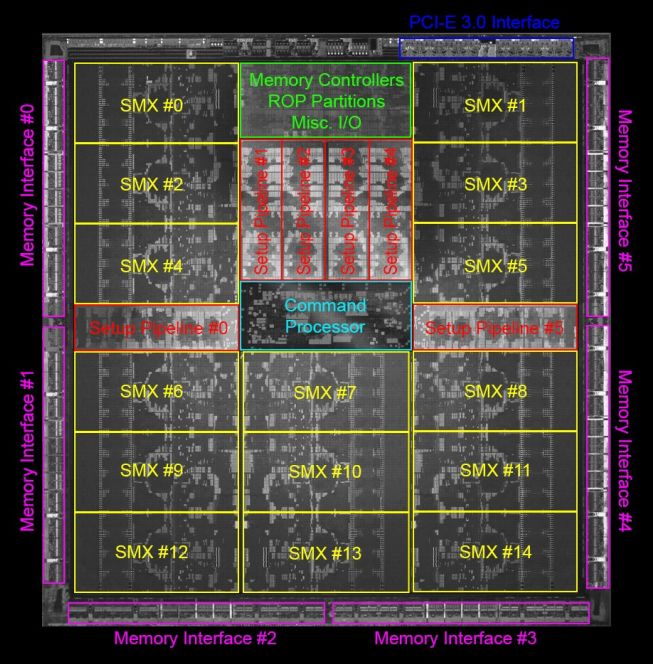 PCI-E 3.0 Interface
Memory Interface #0
SMX #0
Memory Controllers
ROP Partitions
Misc. I/O
SMX #1
Memory Interface #5
SMX #2
Setup Pipeline #1
Setup Pipeline #2
Setup Pipeline #3
Setup Pipeline #4
SMX #3
SMX #4
SMX #5
Setup Pipeline #0
Command
Processor
Setup Pipeline #5
Memory Interface #1
SMX #6
SMX #7
SMX #8
Memory Interface #4
SMX #9
SMX #10
SMX #11
SMX #12
SMX #13
SMX #14
Memory Interface #2
Memory Interface #3